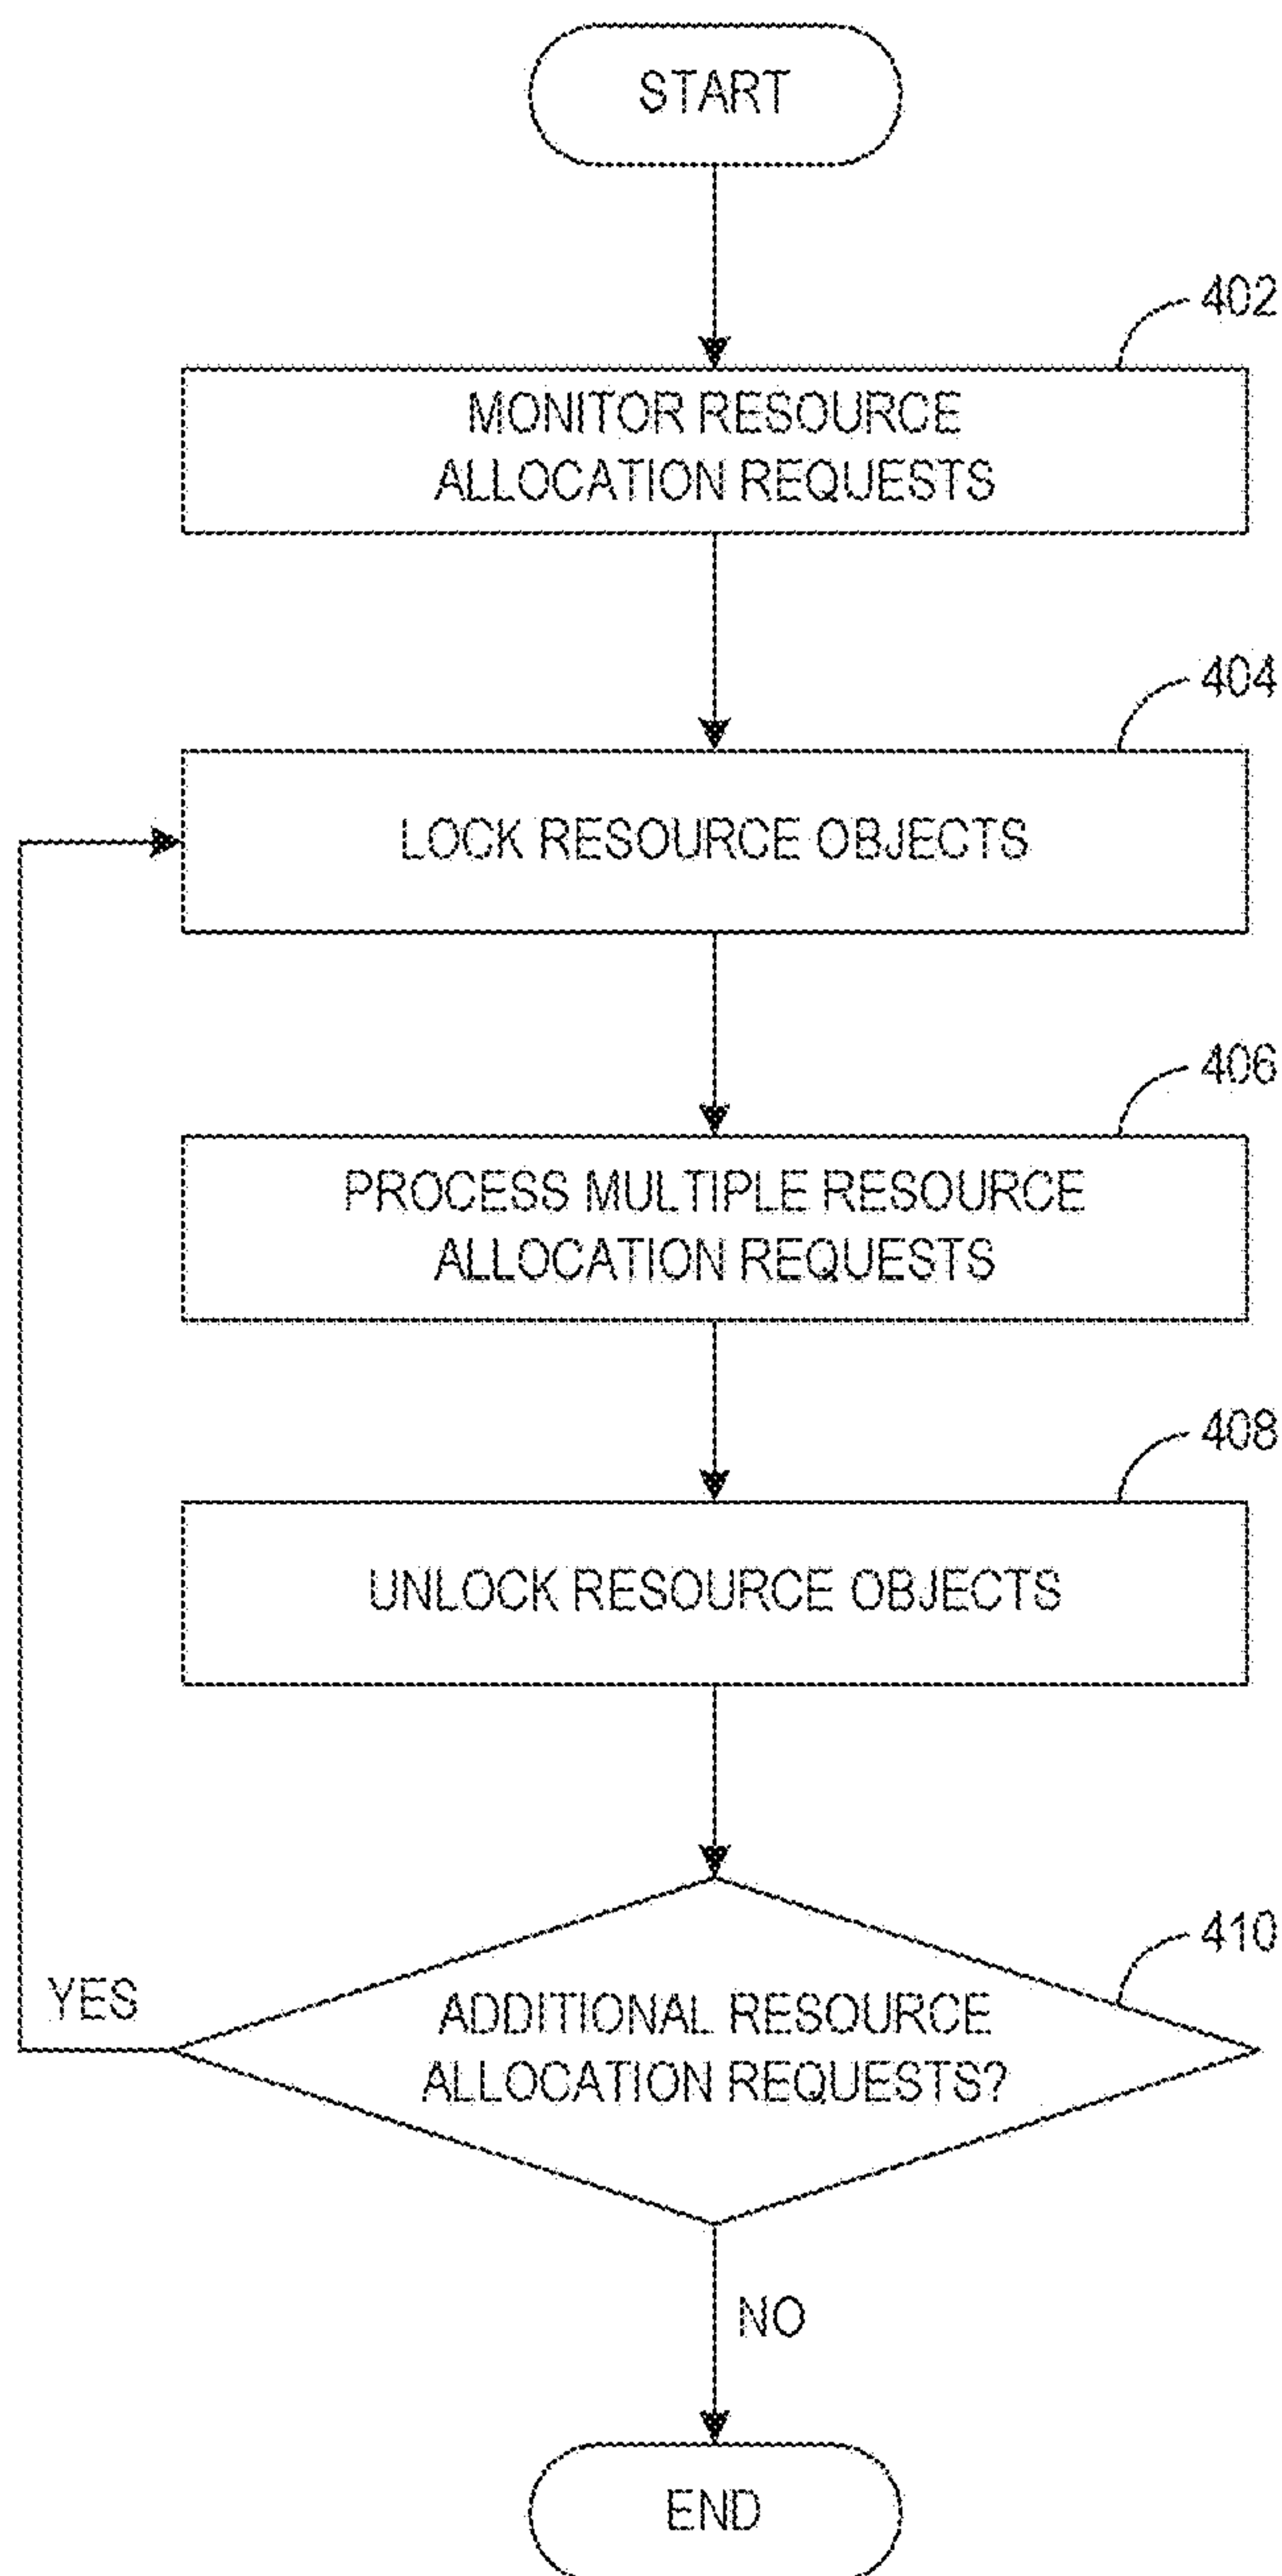 START
402
MONITOR RESOURCE
ALLOCATION REQUESTS
404
LOCK RESOURCE OBJECTS
406
PROCESS MULTIPLE RESOURCE
ALLOCATION REQUESTS
408
UNLOCK RESOURCE OBJECTS
410
YES
ADDITIONAL RESOURCE
ALLOCATION REQUESTS?
NO
END